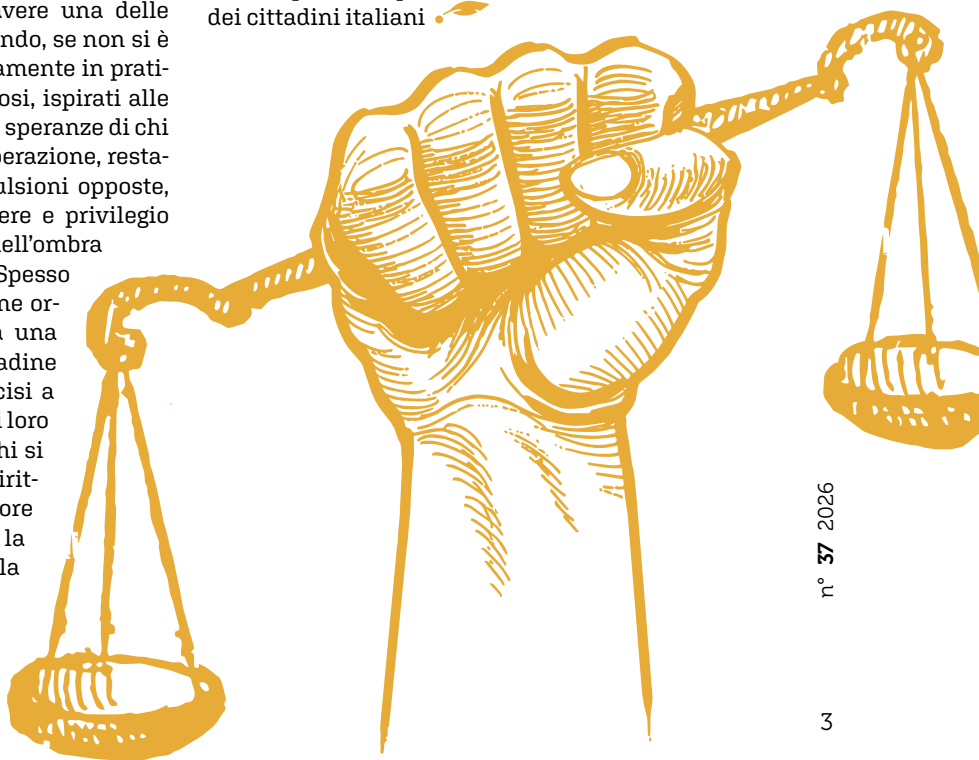 avere una delle
ndo, se non si è
amente in prati-
osi, ispirati alle
speranze di chi
perazione, resta-
ulsioni opposte,
ere e privilegio
ell'ombra
Spesso
ne or-
una
adine
cisi a
i loro
hi si
irit-
ore
la
la
dei cittadini italiani
n° 37 2026
3